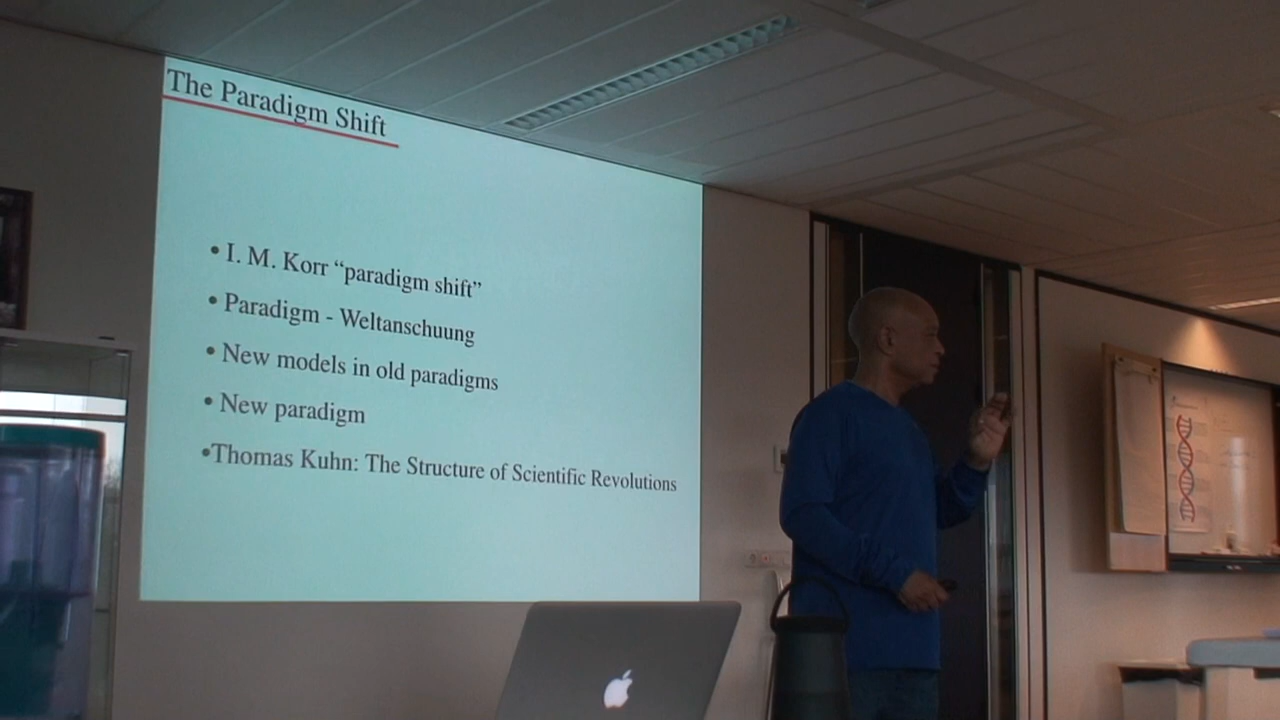 The Paradigm Shift
• I. M. Korr “paradigm shift”
• Paradigm - Weltanschuung
• New models in old paradigms
• New paradigm
•Thomas Kuhn: The Structure of Scientific Revolutions